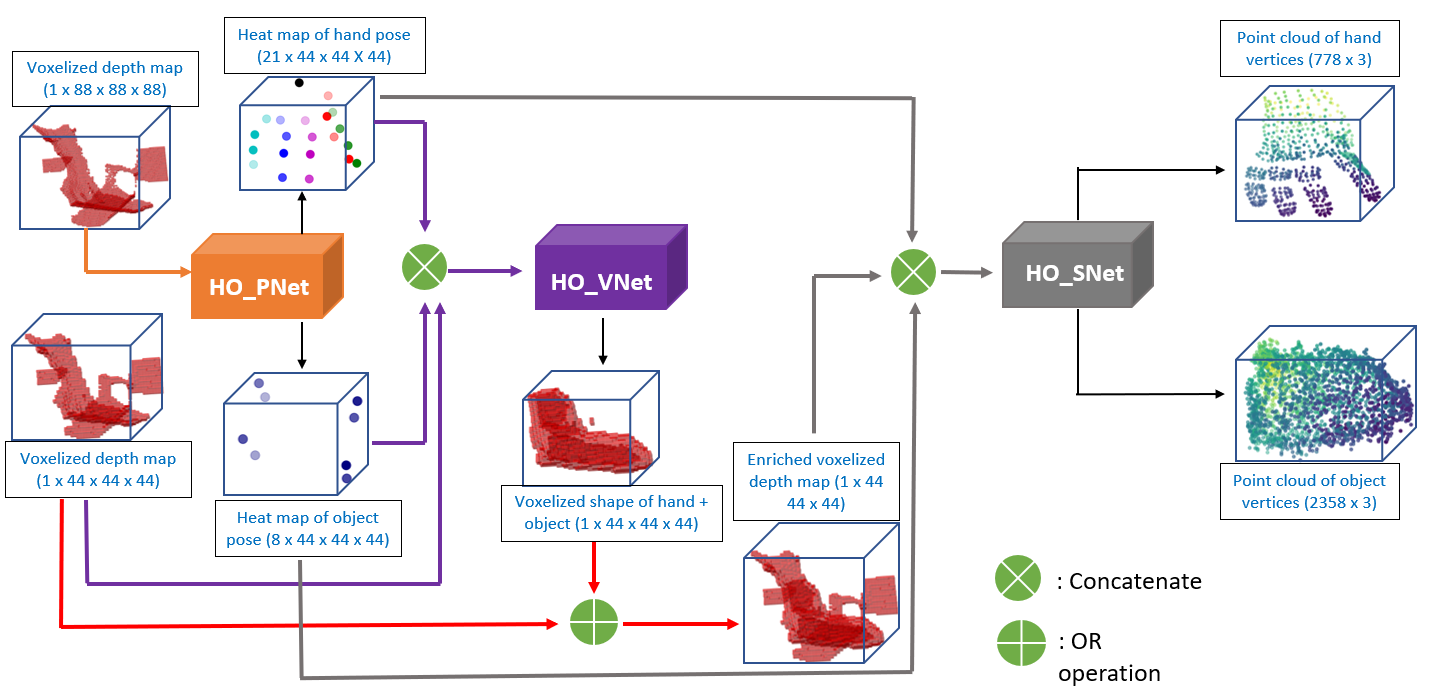 Heat map of hand pose
(21 x 44 x 44 X 44)
Point cloud of hand
vertices (778 x 3)
Voxelized depth map
(1 x 88 x 88 x 88)
HO_PNet
HO_VNet
HO_SNet
Voxelized depth map
(1 x 44 x 44 x 44)
Heat map of object
pose (8 x 44 x 44 x 44)
Voxelized shape of hand +
object (1 x 44 x 44 x 44)
Enriched voxelized
depth map (1 x 44
44 x 44)
Point cloud of object
vertices (2358 x 3)
: Concatenate
: OR
operation